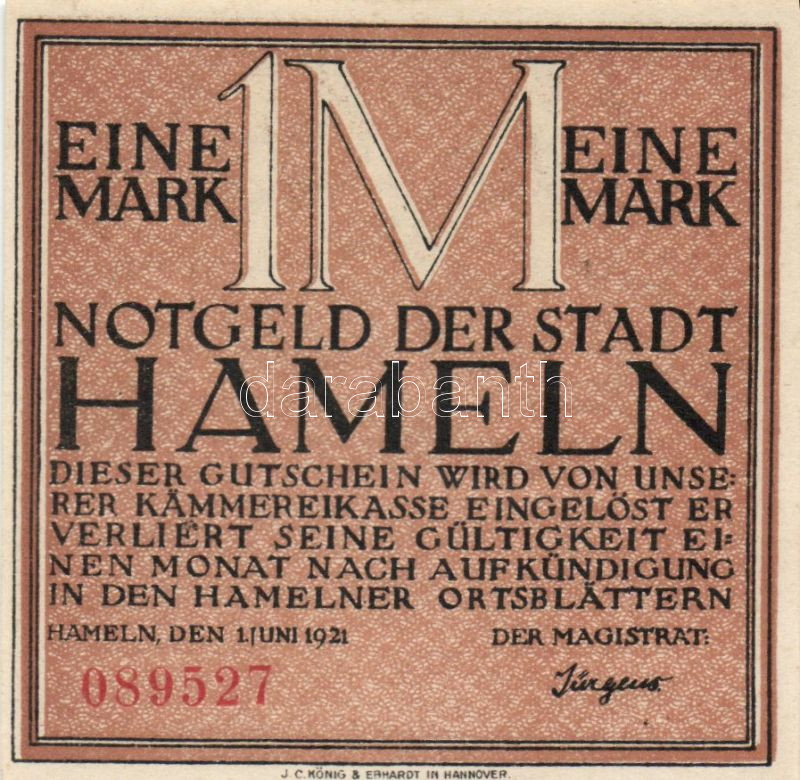 EINE 1M EINE
MARK MARK
NOTGELD DER STADT
HAMELN
darabanth
DIESER GUTSCHEIN WIRD VON UNSE=
RER KÄMMEREIKASSE EINGELÖST ER
VERLIERT SEINE GÜLTIGKEIT EI=
NEN MONAT NACH AUFKÜNDIGUNG
IN DEN HAMELNER ORTSBLÄTTERN
HAMELN, DEN 1. JUNI 1921 DER MAGISTRAT:
089527 Jürgens.
J. C. KÖNIG & EBHARDT IN HANNOVER.